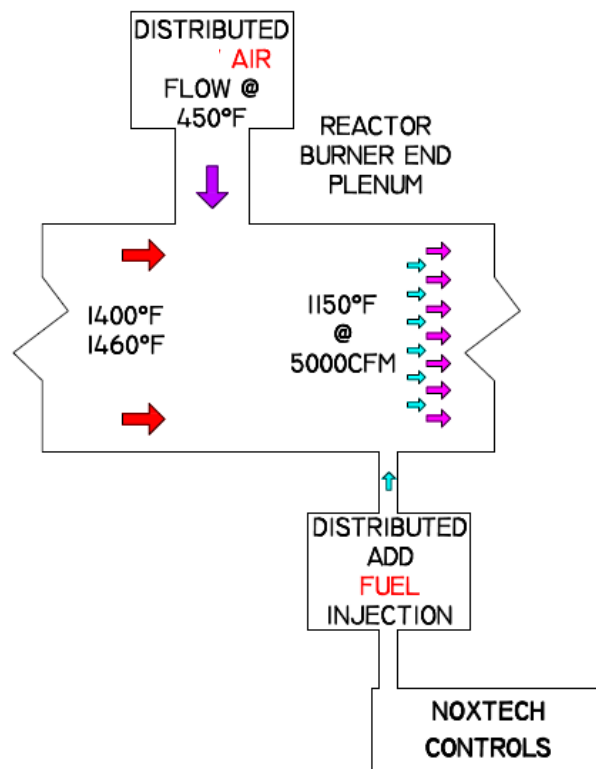 DISTRIBUTED
AIR
FLOW @
450°F
REACTOR
BURNER END
PLENUM
1400°F
1460°F
1150°F
@
5000CFM
DISTRIBUTED
ADD
FUEL
INJECTION
NOXTECH
CONTROLS